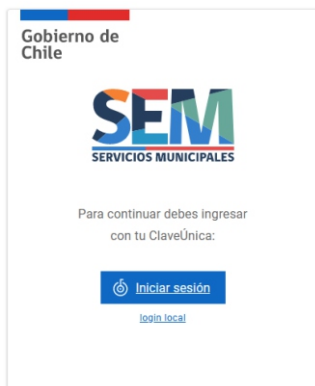 Gobierno de
Chile
SEM
SERVICIOS MUNICIPALES
Para continuar debes ingresar
con tu ClaveÚnica:
Iniciar sesión
login local